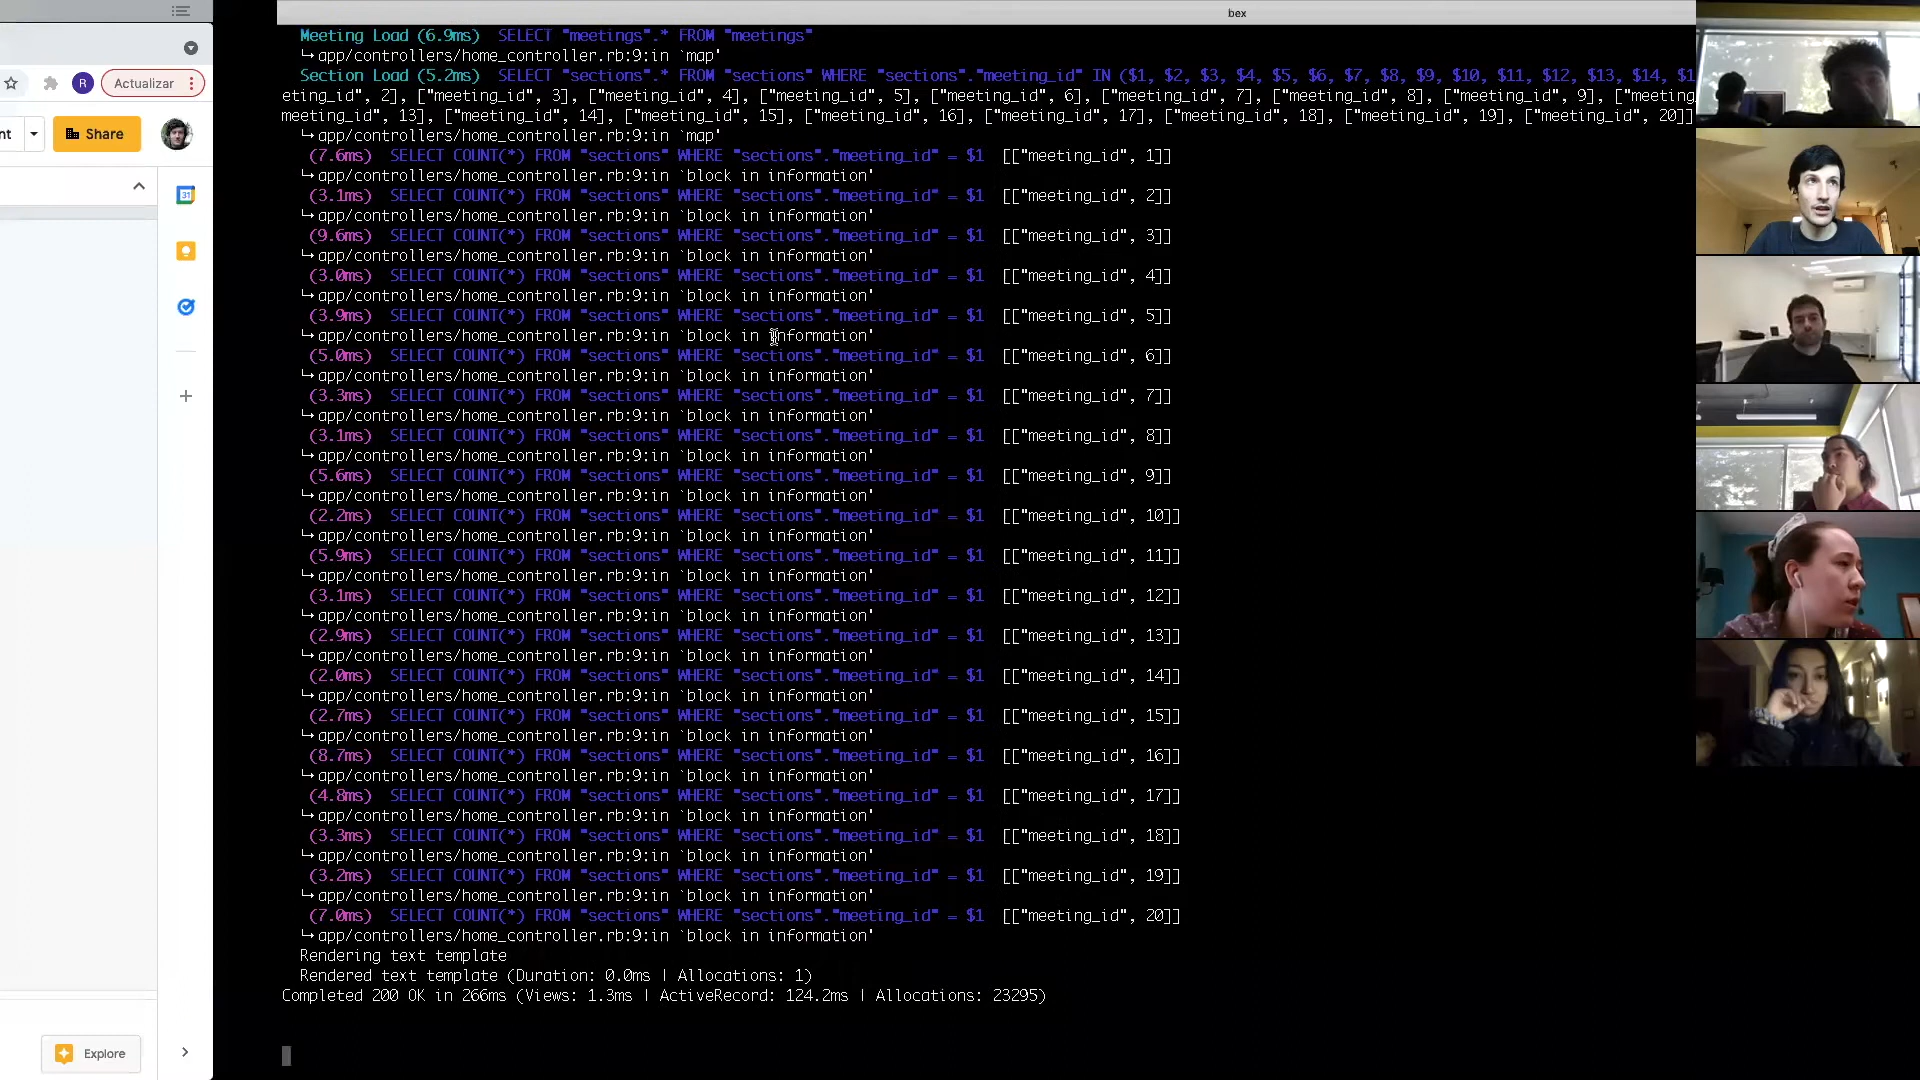 bex
Meeting Load (6.9ms)  SELECT "meetings".* FROM "meetings"
↳ app/controllers/home_controller.rb:9:in `map'
Section Load (5.2ms)  SELECT "sections".* FROM "sections" WHERE "sections"."meeting_id" IN ($1, $2, $3, $4, $5, $6, $7, $8, $9, $10, $11, $12, $13, $14, $1
eting_id", 2], ["meeting_id", 3], ["meeting_id", 4], ["meeting_id", 5], ["meeting_id", 6], ["meeting_id", 7], ["meeting_id", 8], ["meeting_id", 9], ["meeting
meeting_id", 13], ["meeting_id", 14], ["meeting_id", 15], ["meeting_id", 16], ["meeting_id", 17], ["meeting_id", 18], ["meeting_id", 19], ["meeting_id", 20]]
↳ app/controllers/home_controller.rb:9:in `map'
(7.6ms)  SELECT COUNT(*) FROM "sections" WHERE "sections"."meeting_id" = $1  [["meeting_id", 1]]
↳ app/controllers/home_controller.rb:9:in `block in information'
(3.1ms)  SELECT COUNT(*) FROM "sections" WHERE "sections"."meeting_id" = $1  [["meeting_id", 2]]
↳ app/controllers/home_controller.rb:9:in `block in information'
(9.6ms)  SELECT COUNT(*) FROM "sections" WHERE "sections"."meeting_id" = $1  [["meeting_id", 3]]
↳ app/controllers/home_controller.rb:9:in `block in information'
(3.0ms)  SELECT COUNT(*) FROM "sections" WHERE "sections"."meeting_id" = $1  [["meeting_id", 4]]
↳ app/controllers/home_controller.rb:9:in `block in information'
(3.9ms)  SELECT COUNT(*) FROM "sections" WHERE "sections"."meeting_id" = $1  [["meeting_id", 5]]
↳ app/controllers/home_controller.rb:9:in `block in information'
(5.0ms)  SELECT COUNT(*) FROM "sections" WHERE "sections"."meeting_id" = $1  [["meeting_id", 6]]
↳ app/controllers/home_controller.rb:9:in `block in information'
(3.3ms)  SELECT COUNT(*) FROM "sections" WHERE "sections"."meeting_id" = $1  [["meeting_id", 7]]
↳ app/controllers/home_controller.rb:9:in `block in information'
(3.1ms)  SELECT COUNT(*) FROM "sections" WHERE "sections"."meeting_id" = $1  [["meeting_id", 8]]
↳ app/controllers/home_controller.rb:9:in `block in information'
(5.6ms)  SELECT COUNT(*) FROM "sections" WHERE "sections"."meeting_id" = $1  [["meeting_id", 9]]
↳ app/controllers/home_controller.rb:9:in `block in information'
(2.2ms)  SELECT COUNT(*) FROM "sections" WHERE "sections"."meeting_id" = $1  [["meeting_id", 10]]
↳ app/controllers/home_controller.rb:9:in `block in information'
(5.9ms)  SELECT COUNT(*) FROM "sections" WHERE "sections"."meeting_id" = $1  [["meeting_id", 11]]
↳ app/controllers/home_controller.rb:9:in `block in information'
(3.1ms)  SELECT COUNT(*) FROM "sections" WHERE "sections"."meeting_id" = $1  [["meeting_id", 12]]
↳ app/controllers/home_controller.rb:9:in `block in information'
(2.9ms)  SELECT COUNT(*) FROM "sections" WHERE "sections"."meeting_id" = $1  [["meeting_id", 13]]
↳ app/controllers/home_controller.rb:9:in `block in information'
(2.0ms)  SELECT COUNT(*) FROM "sections" WHERE "sections"."meeting_id" = $1  [["meeting_id", 14]]
↳ app/controllers/home_controller.rb:9:in `block in information'
(2.7ms)  SELECT COUNT(*) FROM "sections" WHERE "sections"."meeting_id" = $1  [["meeting_id", 15]]
↳ app/controllers/home_controller.rb:9:in `block in information'
(8.7ms)  SELECT COUNT(*) FROM "sections" WHERE "sections"."meeting_id" = $1  [["meeting_id", 16]]
↳ app/controllers/home_controller.rb:9:in `block in information'
(4.8ms)  SELECT COUNT(*) FROM "sections" WHERE "sections"."meeting_id" = $1  [["meeting_id", 17]]
↳ app/controllers/home_controller.rb:9:in `block in information'
(3.3ms)  SELECT COUNT(*) FROM "sections" WHERE "sections"."meeting_id" = $1  [["meeting_id", 18]]
↳ app/controllers/home_controller.rb:9:in `block in information'
(3.2ms)  SELECT COUNT(*) FROM "sections" WHERE "sections"."meeting_id" = $1  [["meeting_id", 19]]
↳ app/controllers/home_controller.rb:9:in `block in information'
(7.0ms)  SELECT COUNT(*) FROM "sections" WHERE "sections"."meeting_id" = $1  [["meeting_id", 20]]
↳ app/controllers/home_controller.rb:9:in `block in information'
Rendering text template
Rendered text template (Duration: 0.0ms | Allocations: 1)
Completed 200 OK in 266ms (Views: 1.3ms | ActiveRecord: 124.2ms | Allocations: 23295)
R
Actualizar
nt
Share
31
Explore